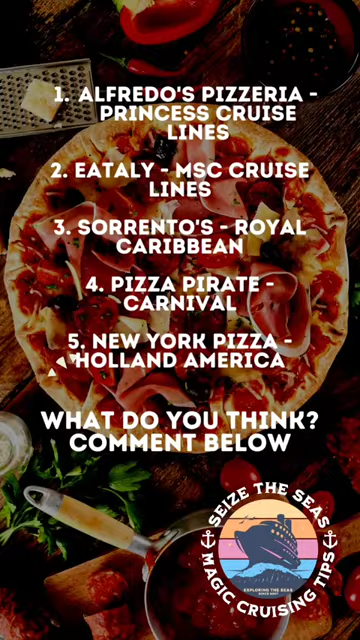 1. ALFREDO'S PIZZERIA -
PRINCESS CRUISE
LINES
2. EATALY - MSC CRUISE
LINES
3. SORRENTO'S - ROYAL
CARIBBEAN
4. PIZZA PIRATE -
CARNIVAL
5, NEW YORK PIZZA -
HOLLAND AMERICA
WHAT DO YOU THINK?
COMMENT BELOW
SEIZE THE SEAS
EXPLORING THE SEAS
SINCE 2007
MAGIC CRUISING TIPS